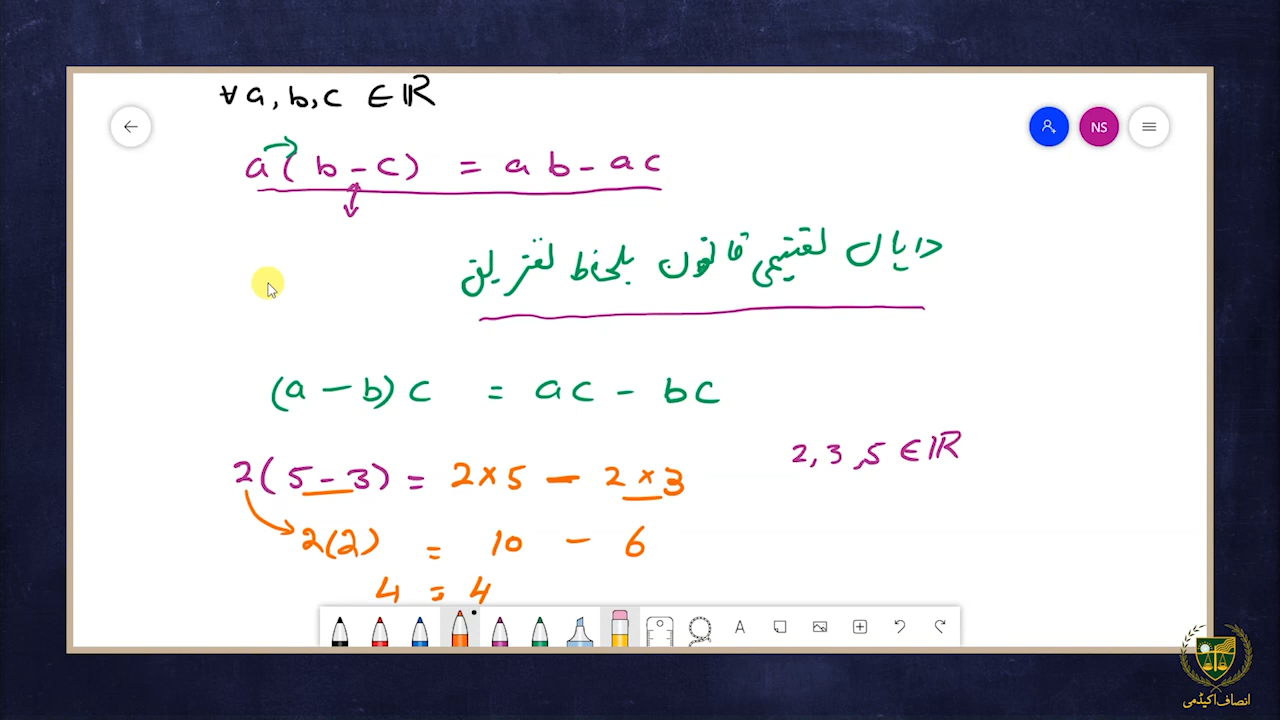 ∀ a, b, c ∈ ℝ
NS
a(b - c) = ab - ac
دایاں تقسیمی قانون بلحاظ تفریق
(a - b)c = ac - bc
2, 3, 5 ∈ ℝ
2(5 - 3) = 2×5 - 2×3
2(2) = 10 - 6
4 = 4
A
انصاف اکیڈمی